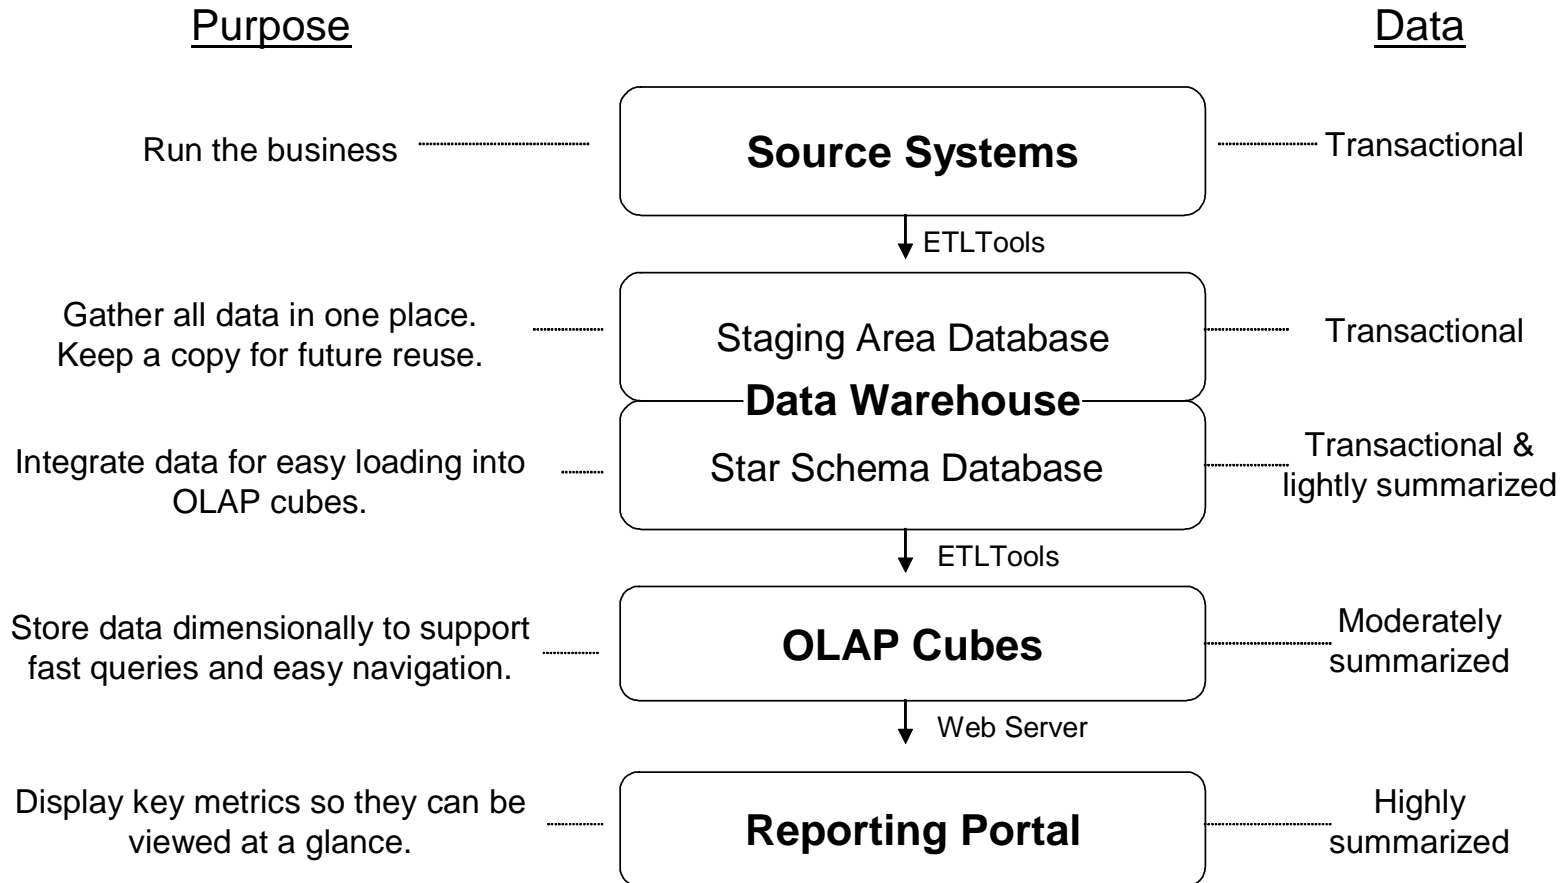 Purpose
Data
Run the business
Source Systems
Transactional
ETLTools
Gather all data in one place.
Keep a copy for future reuse.
Staging Area Database
Transactional
Data Warehouse
Integrate data for easy loading into
OLAP cubes.
Star Schema Database
Transactional &
lightly summarized
ETLTools
Store data dimensionally to support
fast queries and easy navigation.
OLAP Cubes
Moderately
summarized
Web Server
Display key metrics so they can be
viewed at a glance.
Reporting Portal
Highly
summarized